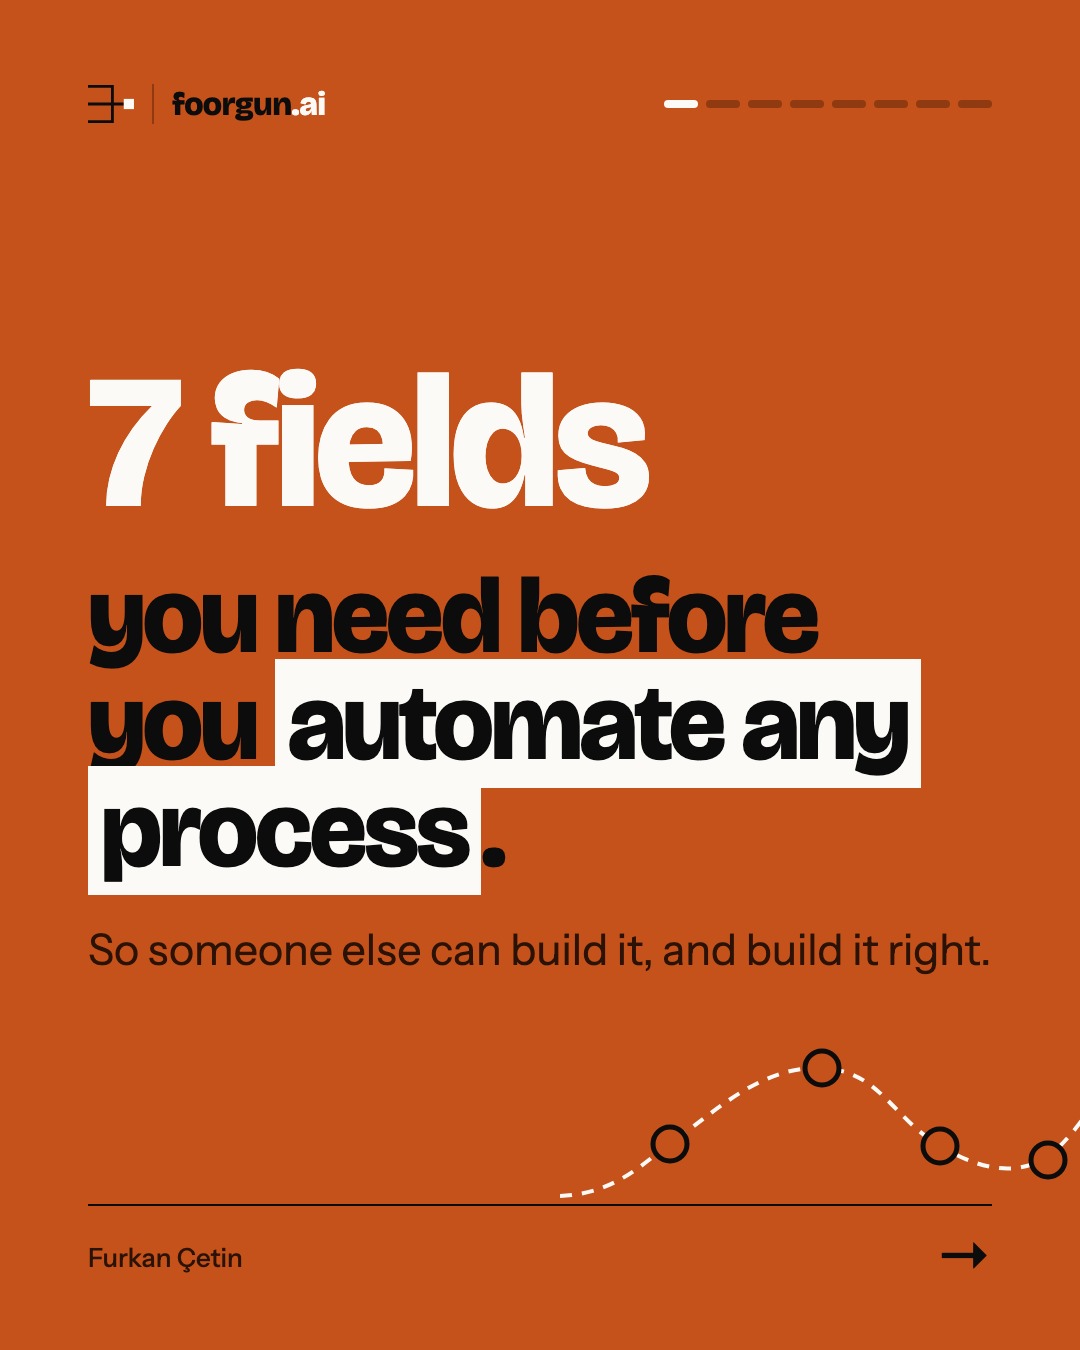 foorgun.ai
7 fields
you need before
you automate any
process.
So someone else can build it, and build it right.
Furkan Çetin